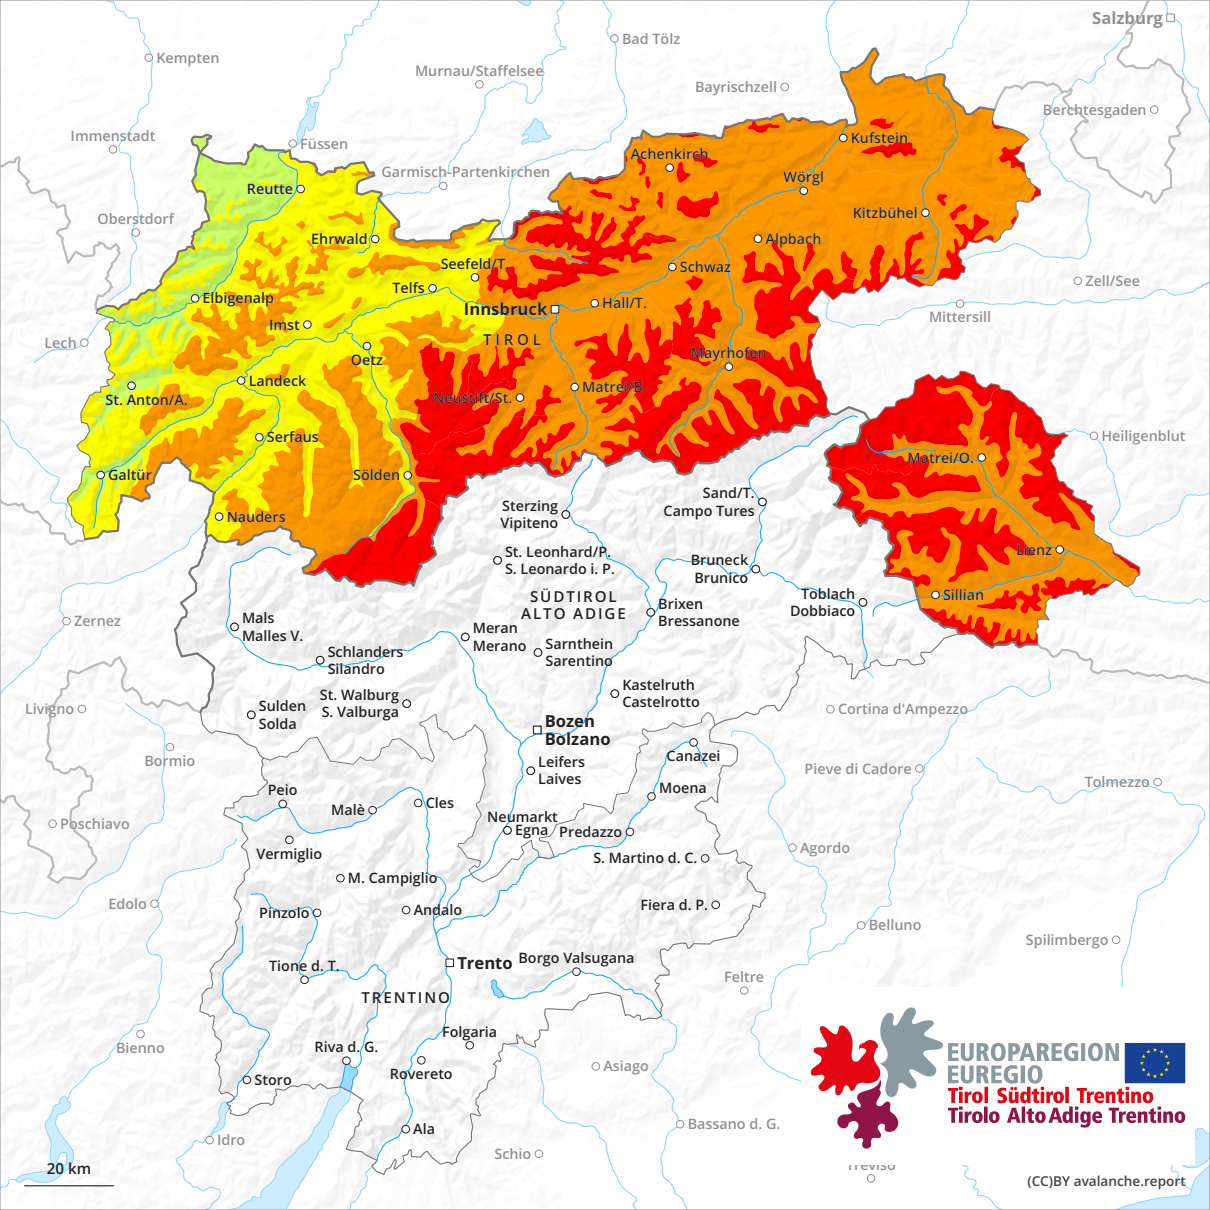 Salzburg
Bad Tölz
Kempten
Murnau/Staffelsee
Bayrischzell
Berchtesgaden
Immenstadt
Füssen
Kufstein
Achenkirch
Garmisch-Partenkirchen
Wörgl
Reutte
Oberstdorf
Kitzbühel
Ehrwald
Alpbach
Seefeld/T.
Schwaz
Zell/See
Telfs
Elbigenalp
Hall/T.
Innsbruck
Mittersill
Imst
TIROL
Lech
Oetz
Mayrhofen
Landeck
Matrei/B.
St. Anton/A.
Neustift/St.
Serfaus
Heiligenblut
Matrei/O.
Galtür
Sölden
Sand/T.
Campo Tures
Sterzing
Vipiteno
Nauders
St. Leonhard/P.
S. Leonardo i. P.
Lienz
Bruneck
Brunico
SÜDTIROL
ALTO ADIGE
Toblach
Dobbiaco
Sillian
Brixen
Bressanone
Zernez
Mals
Malles V.
Meran
Merano
Sarnthein
Sarentino
Schlanders
Silandro
Kastelruth
Castelrotto
St. Walburg
S. Valburga
Livigno
Sulden
Solda
Cortina d'Ampezzo
Bozen
Bolzano
Bormio
Canazei
Leifers
Laives
Pieve di Cadore
Tolmezzo
Peio
Moena
Malè
Cles
Neumarkt
Egna
Predazzo
Poschiavo
Vermiglio
Agordo
S. Martino d. C.
M. Campiglio
Edolo
Pinzolo
Andalo
Fiera d. P.
Belluno
Spilimbergo
Trento
Borgo Valsugana
Tione d. T.
Feltre
TRENTINO
Folgaria
Bienno
Riva d. G.
Rovereto
Asiago
Storo
EUROPAREGION
EUREGIO
Tirol Südtirol Trentino
Tirolo Alto Adige Trentino
Ala
Bassano d. G.
Idro
Schio
Treviso
20 km
(CC)BY avalanche.report